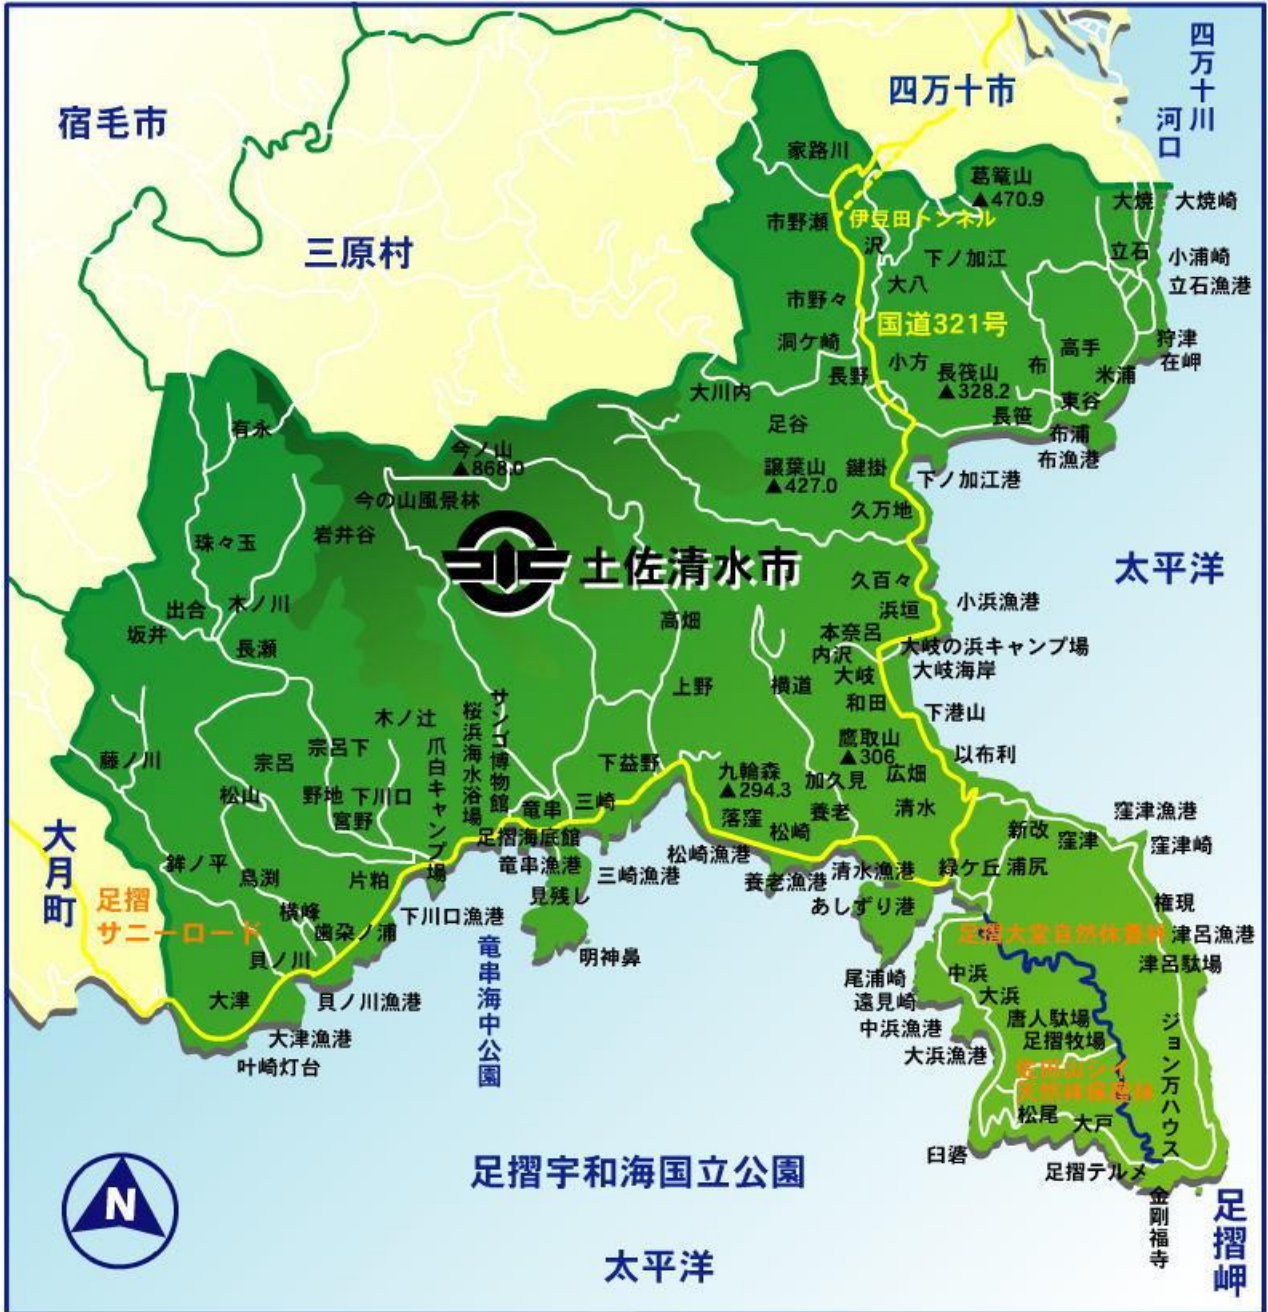 四万十川
河口
四万十市
宿毛市
家路川
葛篭山
▲470.9
大焼
大焼崎
伊豆田トンネル
市野瀬
沢
三原村
下ノ加江
立石
小浦崎
大八
立石漁港
市野々
国道321号
狩津
在岬
洞ケ崎
高手
小方
布
長筏山
▲328.2
米浦
長野
大川内
東谷
長笹
足谷
布浦
布漁港
有永
今ノ山
▲868.0
譲葉山
▲427.0
鍵掛
下ノ加江港
今の山風景林
久万地
岩井谷
珠々玉
土佐清水市
太平洋
久百々
小浜漁港
浜垣
出合
木ノ川
高畑
坂井
本奈呂
大岐の浜キャンプ場
長瀬
内沢
大岐海岸
大岐
上野
横道
和田
サンゴ博物館
桜浜海水浴場
下港山
木ノ辻
爪白キャンプ場
鷹取山
▲306
宗呂下
以布利
藤ノ川
宗呂
下益野
九輪森
▲294.3
加久見
広畑
松山
野地
下川口
竜串
三崎
養老
清水
窪津漁港
宮野
落窪
松崎
新改
窪津
窪津崎
足摺海底館
大月町
鉾ノ平
竜串漁港
松崎漁港
清水漁港
緑ケ丘
浦尻
鳥渕
片粕
三崎漁港
養老漁港
足摺
サニーロード
見残し
あしずり港
権現
横峰
下川口漁港
歯朶ノ浦
足摺大室自然休養林
津呂漁港
竜串海中公園
明神鼻
貝ノ川
津呂駄場
中浜
尾浦崎
大津
貝ノ川漁港
大浜
遠見崎
唐人駄場
ジョン万ハウス
中浜漁港
足摺牧場
大津漁港
大浜漁港
叶崎灯台
佐田山シイ
天然林保護林
松尾
大戸
臼碆
足摺宇和海国立公園
足摺テルメ
金剛福寺
足摺岬
N
太平洋